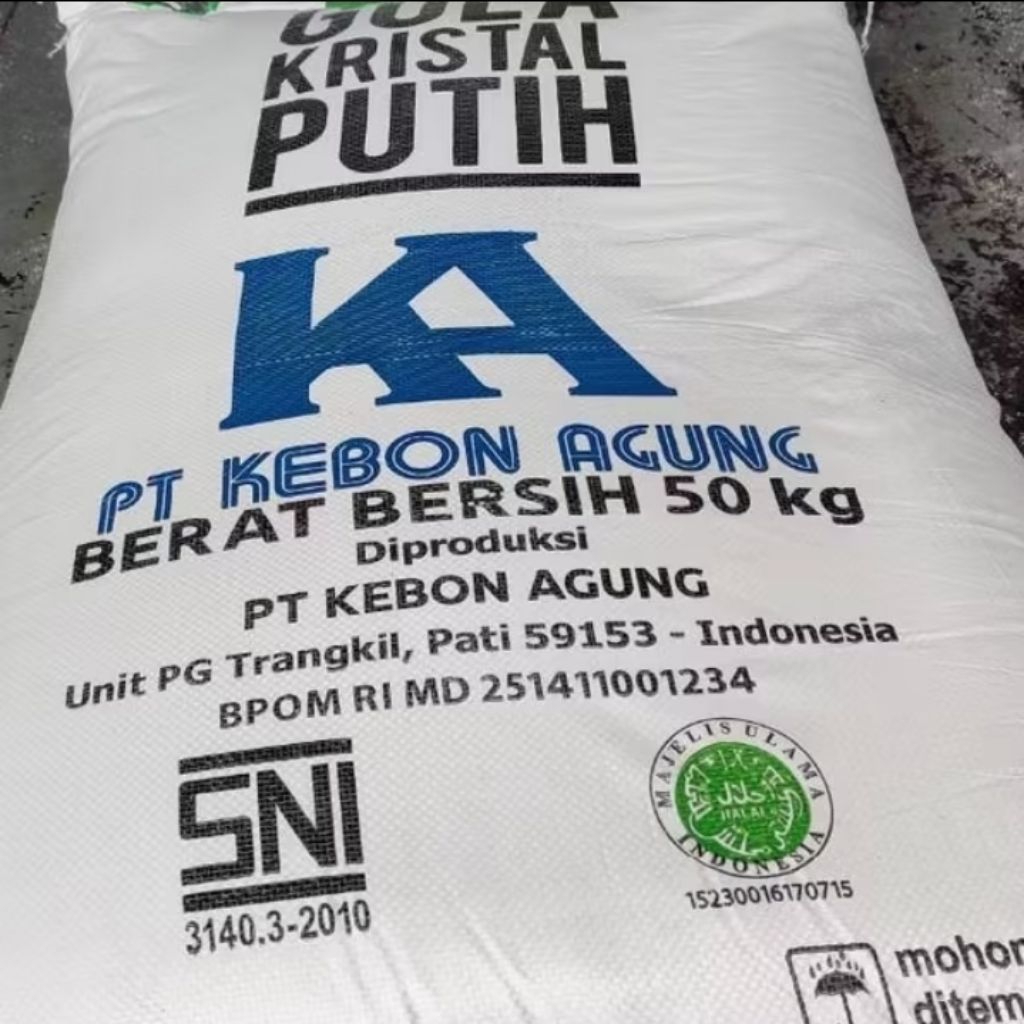 GULA
KRISTAL
PUTIH
KA
PT KEBON AGUNG
BERAT BERSIH 50 kg
Diproduksi
PT KEBON AGUNG
Unit PG Trangkil, Pati 59153 - Indonesia
BPOM RI MD 251411001234
SNI
3140.3-2010
MAJELIS ULAMA
حلال
HALAL
INDONESIA
15230016170715
mohon
ditem